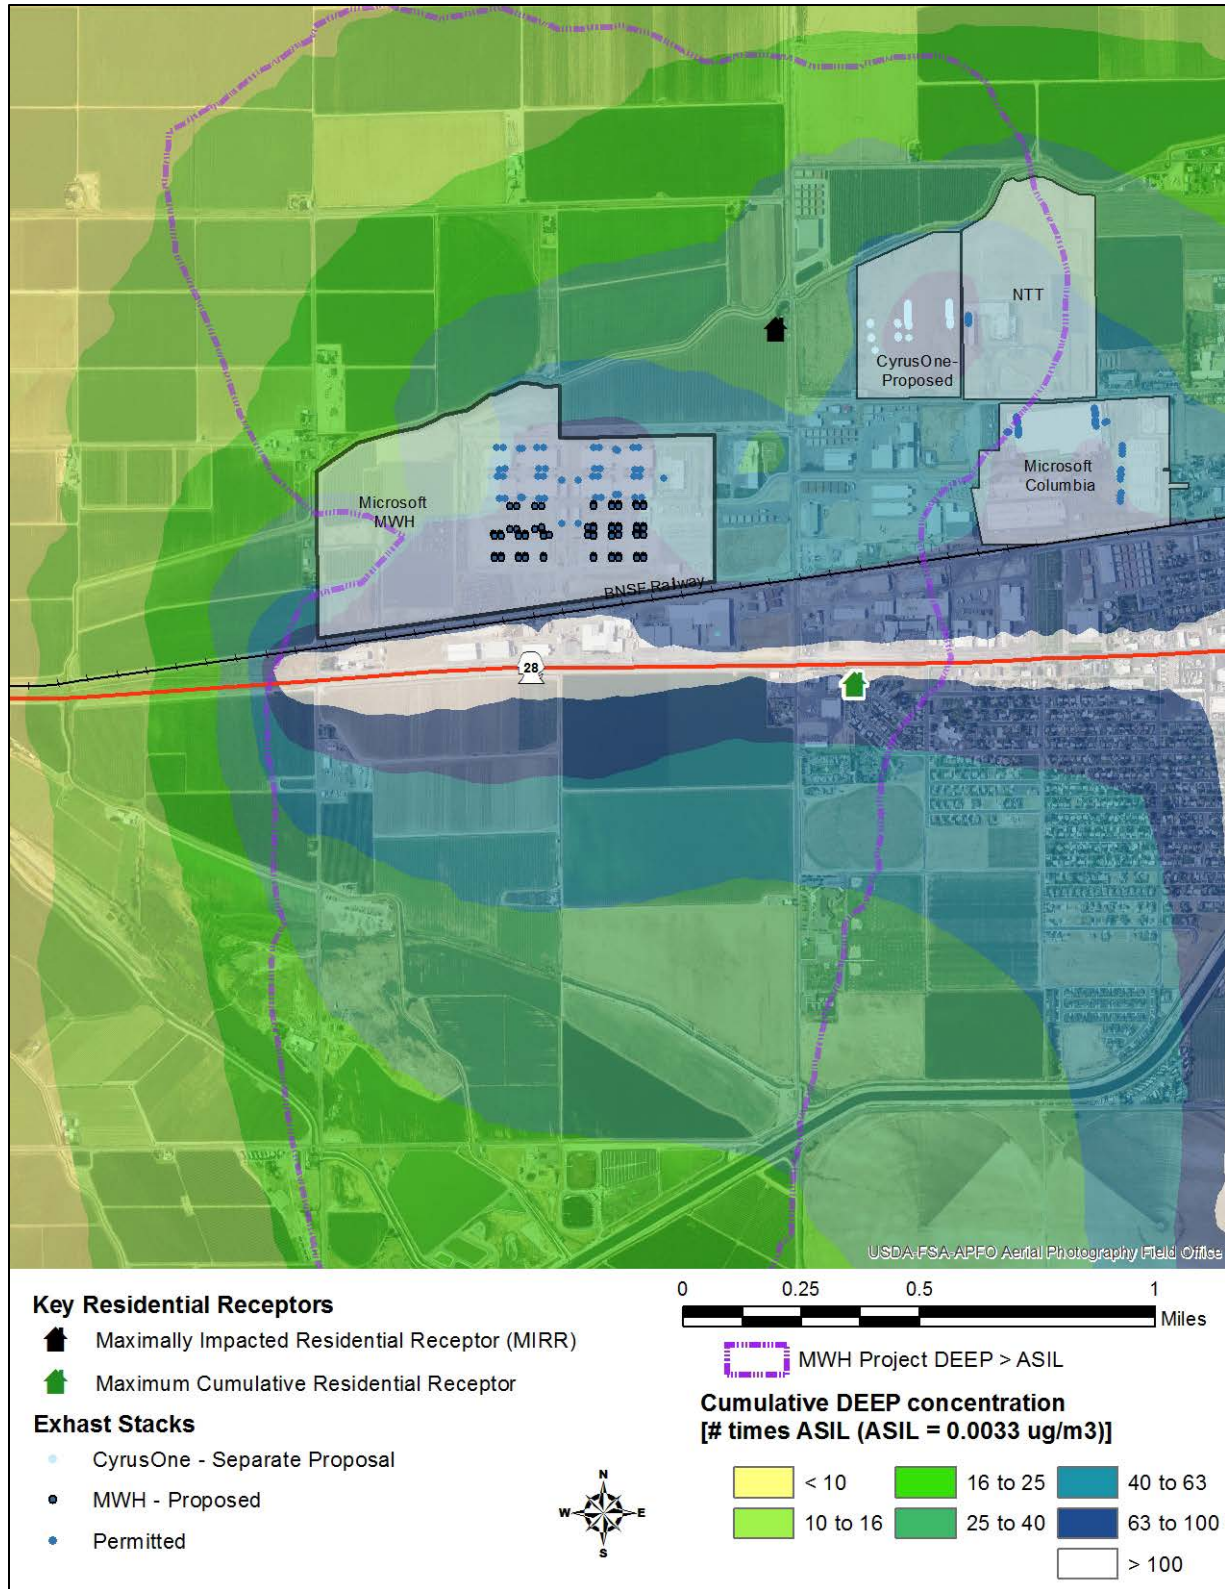 NTT
CyrusOne-
Proposed
Microsoft
Columbia
Microsoft
MWH
BNSF Railway
28
USDA-FSA-APFO Aerial Photography Field Office
Key Residential Receptors
Maximally Impacted Residential Receptor (MIRR)
Maximum Cumulative Residential Receptor
Exhast Stacks
CyrusOne - Separate Proposal
MWH - Proposed
Permitted
N
W E
S
0 0.25 0.5 1
Miles
MWH Project DEEP > ASIL
Cumulative DEEP concentration
[# times ASIL (ASIL = 0.0033 ug/m3)]
< 10 16 to 25 40 to 63
10 to 16 25 to 40 63 to 100
> 100